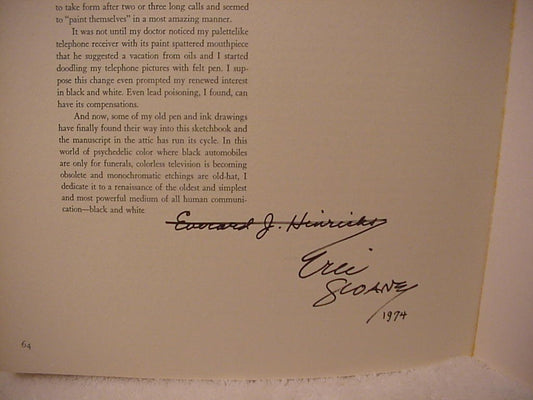 to take form after two or three long calls and seemed
to "paint themselves" in a most amazing manner.
It was not until my doctor noticed my palettelike
telephone receiver with its paint spattered mouthpiece
that he suggested a vacation from oils and I started
doodling my telephone pictures with felt pen. I sup-
pose this change even prompted my renewed interest
in black and white. Even lead poisoning, I found, can
have its compensations.
And now, some of my old pen and ink drawings
have finally found their way into this sketchbook and
the manuscript in the attic has run its cycle. In this
world of psychedelic color where black automobiles
are only for funerals, colorless television is becoming
obsolete and monochromatic etchings are old-hat, I
dedicate it to a renaissance of the oldest and simplest
and most powerful medium of all human communi-
cation—black and white
Everard J. Hinrichs
Eric
SLOANE
1974
64